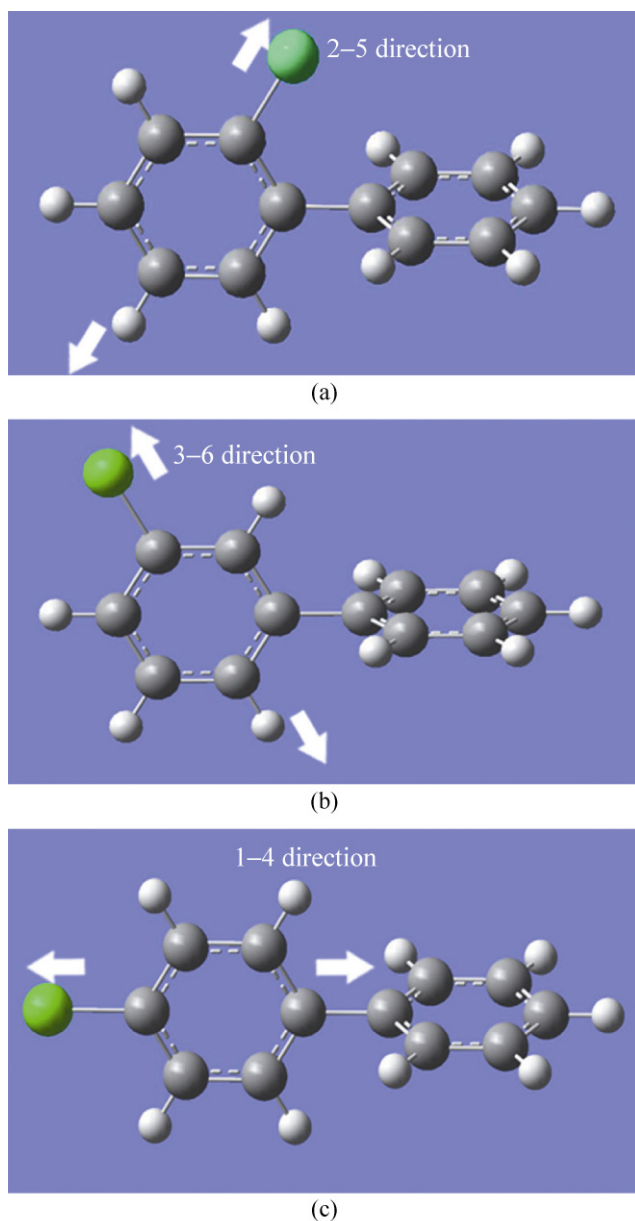 2–5 direction
(a)
3–6 direction
(b)
1–4 direction
(c)